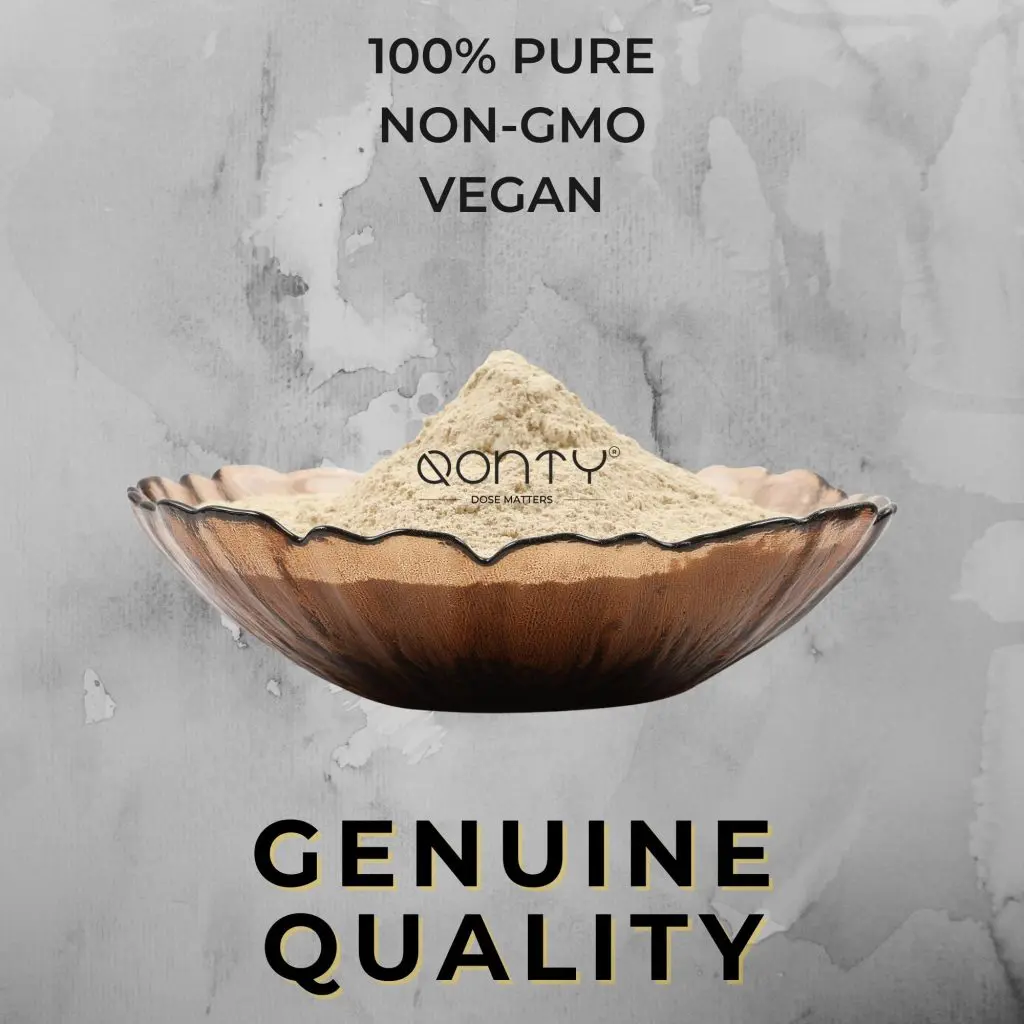 100% PURE
NON-GMO
VEGAN
QONTY®
DOSE MATTERS
GENUINE
QUALITY